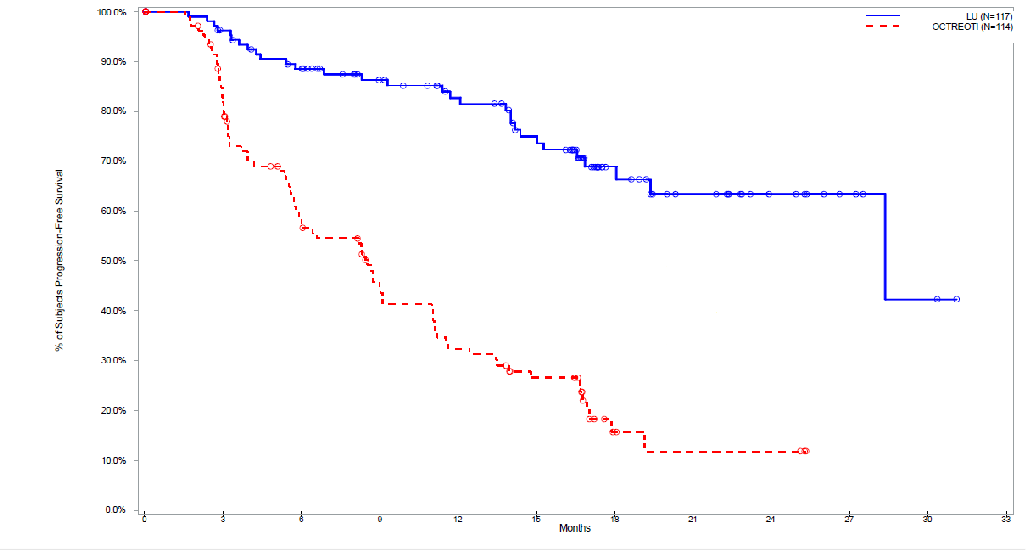 100.0%
LU (N=117)
OCTREOTI (N=114)
90.0%
80.0%
70.0%
60.0%
50.0%
40.0%
30.0%
20.0%
10.0%
0.0%
% of Subjects Progression-Free Survival
0 3 6 9 12 15 18 21 24 27 30 33
Months